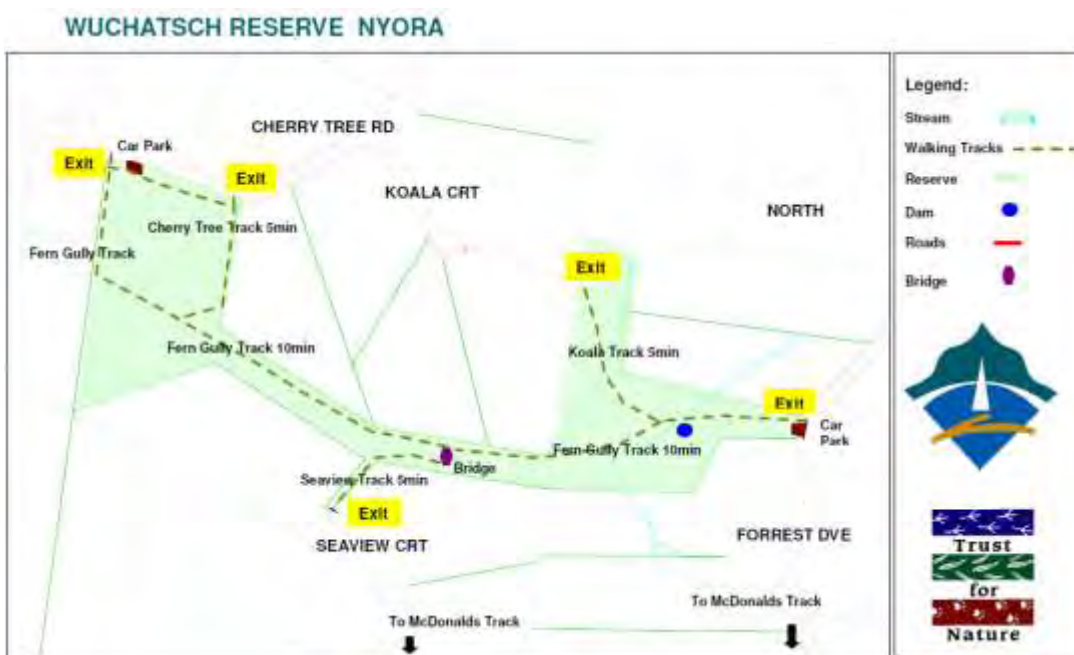 WUCHATSCH RESERVE NYORA
Legend:
Stream
Walking Tracks
Reserve
Dam
Roads
Bridge
CHERRY TREE RD
Car Park
Exit
Exit
KOALA CRT
NORTH
Cherry Tree Track 5min
Fern Gully Track
Exit
Fern Gully Track 10min
Koala Track 5min
Exit
Car
Park
Fern Gully Track 10min
Bridge
Seaview Track 5min
Exit
SEAVIEW CRT
FORREST DVE
To McDonalds Track
To McDonalds Track
Trust
for
Nature